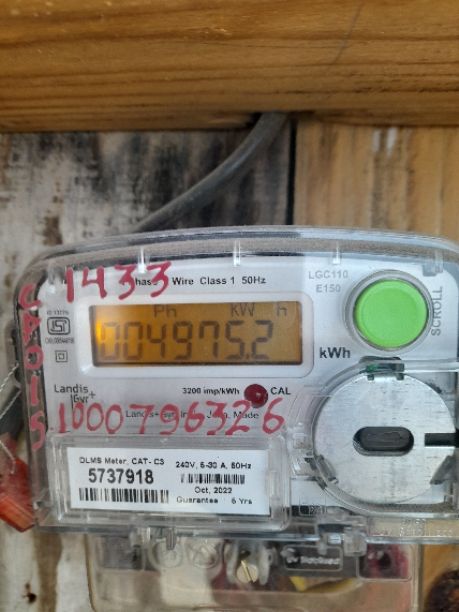 1433
Wire Class 1 50Hz
LGC110
E150
SCROLL
Ph KW h
004975.2
kWh
Landis
Gyr+
3200 imp/kWh CAL
Made
1000796326
DLMS Meter, CAT- C3
5737918
240V, 5-30 A, 50Hz
Oct, 2022
Guarantee : 5 Yrs